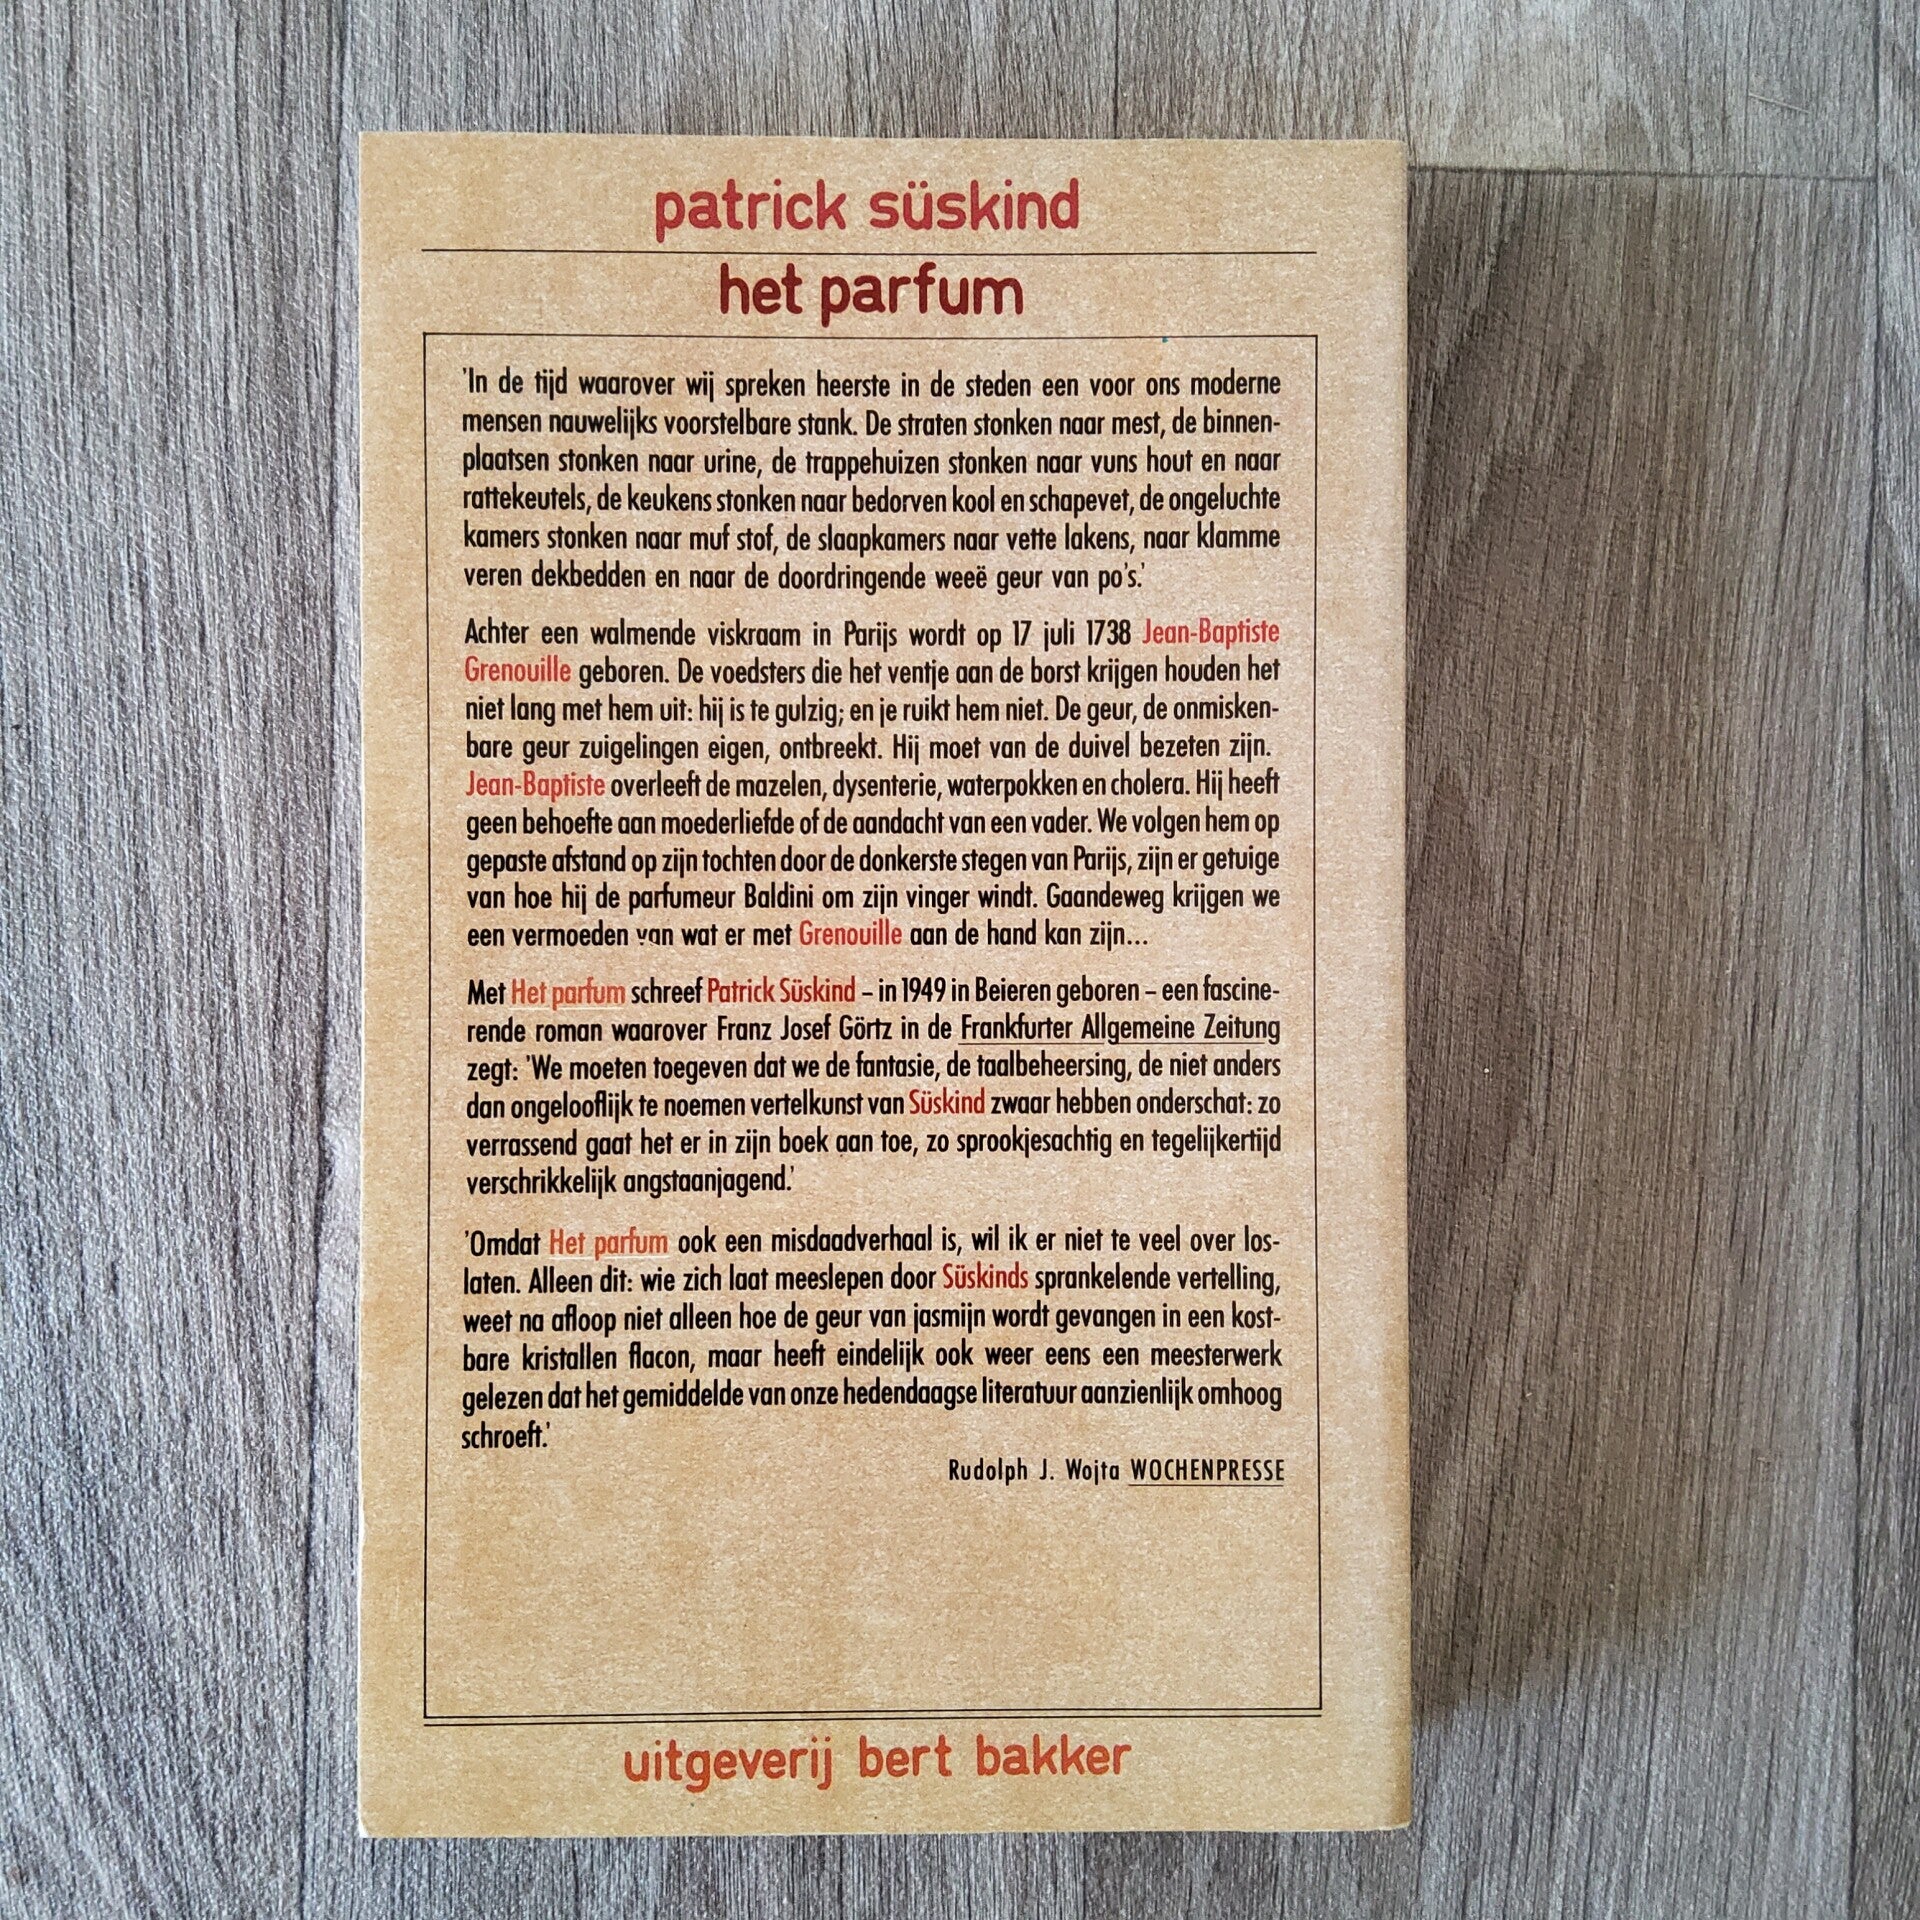 patrick süskind
het parfum
'In de tijd waarover wij spreken heerste in de steden een voor ons moderne
mensen nauwelijks voorstelbare stank. De straten stonken naar mest, de binnen-
plaatsen stonken naar urine, de trappehuizen stonken naar vuns hout en naar
rattekeutels, de keukens stonken naar bedorven kool en schapevet, de ongeluchte
kamers stonken naar muf stof, de slaapkamers naar vette lakens, naar klamme
veren dekbedden en naar de doordringende weeë geur van po's.'
Achter een walmende viskraam in Parijs wordt op 17 juli 1738 Jean-Baptiste
Grenouille geboren. De voedsters die het ventje aan de borst krijgen houden het
niet lang met hem uit: hij is te gulzig; en je ruikt hem niet. De geur, de onmisken-
bare geur zuigelingen eigen, ontbreekt. Hij moet van de duivel bezeten zijn.
Jean-Baptiste overleeft de mazelen, dysenterie, waterpokken en cholera. Hij heeft
geen behoefte aan moederliefde of de aandacht van een vader. We volgen hem op
gepaste afstand op zijn tochten door de donkerste stegen van Parijs, zijn er getuige
van hoe hij de parfumeur Baldini om zijn vinger windt. Gaandeweg krijgen we
een vermoeden van wat er met Grenouille aan de hand kan zijn...
Met Het parfum schreef Patrick Süskind – in 1949 in Beieren geboren – een fascine-
rende roman waarover Franz Josef Görtz in de Frankfurter Allgemeine Zeitung
zegt: 'We moeten toegeven dat we de fantasie, de taalbeheersing, de niet anders
dan ongelooflijk te noemen vertelkunst van Süskind zwaar hebben onderschat: zo
verrassend gaat het er in zijn boek aan toe, zo sprookjesachtig en tegelijkertijd
verschrikkelijk angstaanjagend.'
'Omdat Het parfum ook een misdaadverhaal is, wil ik er niet te veel over los-
laten. Alleen dit: wie zich laat meeslepen door Süskinds sprankelende vertelling,
weet na afloop niet alleen hoe de geur van jasmijn wordt gevangen in een kost-
bare kristallen flacon, maar heeft eindelijk ook weer eens een meesterwerk
gelezen dat het gemiddelde van onze hedendaagse literatuur aanzienlijk omhoog
schroeft.'
Rudolph J. Wojta WOCHENPRESSE
uitgeverij bert bakker